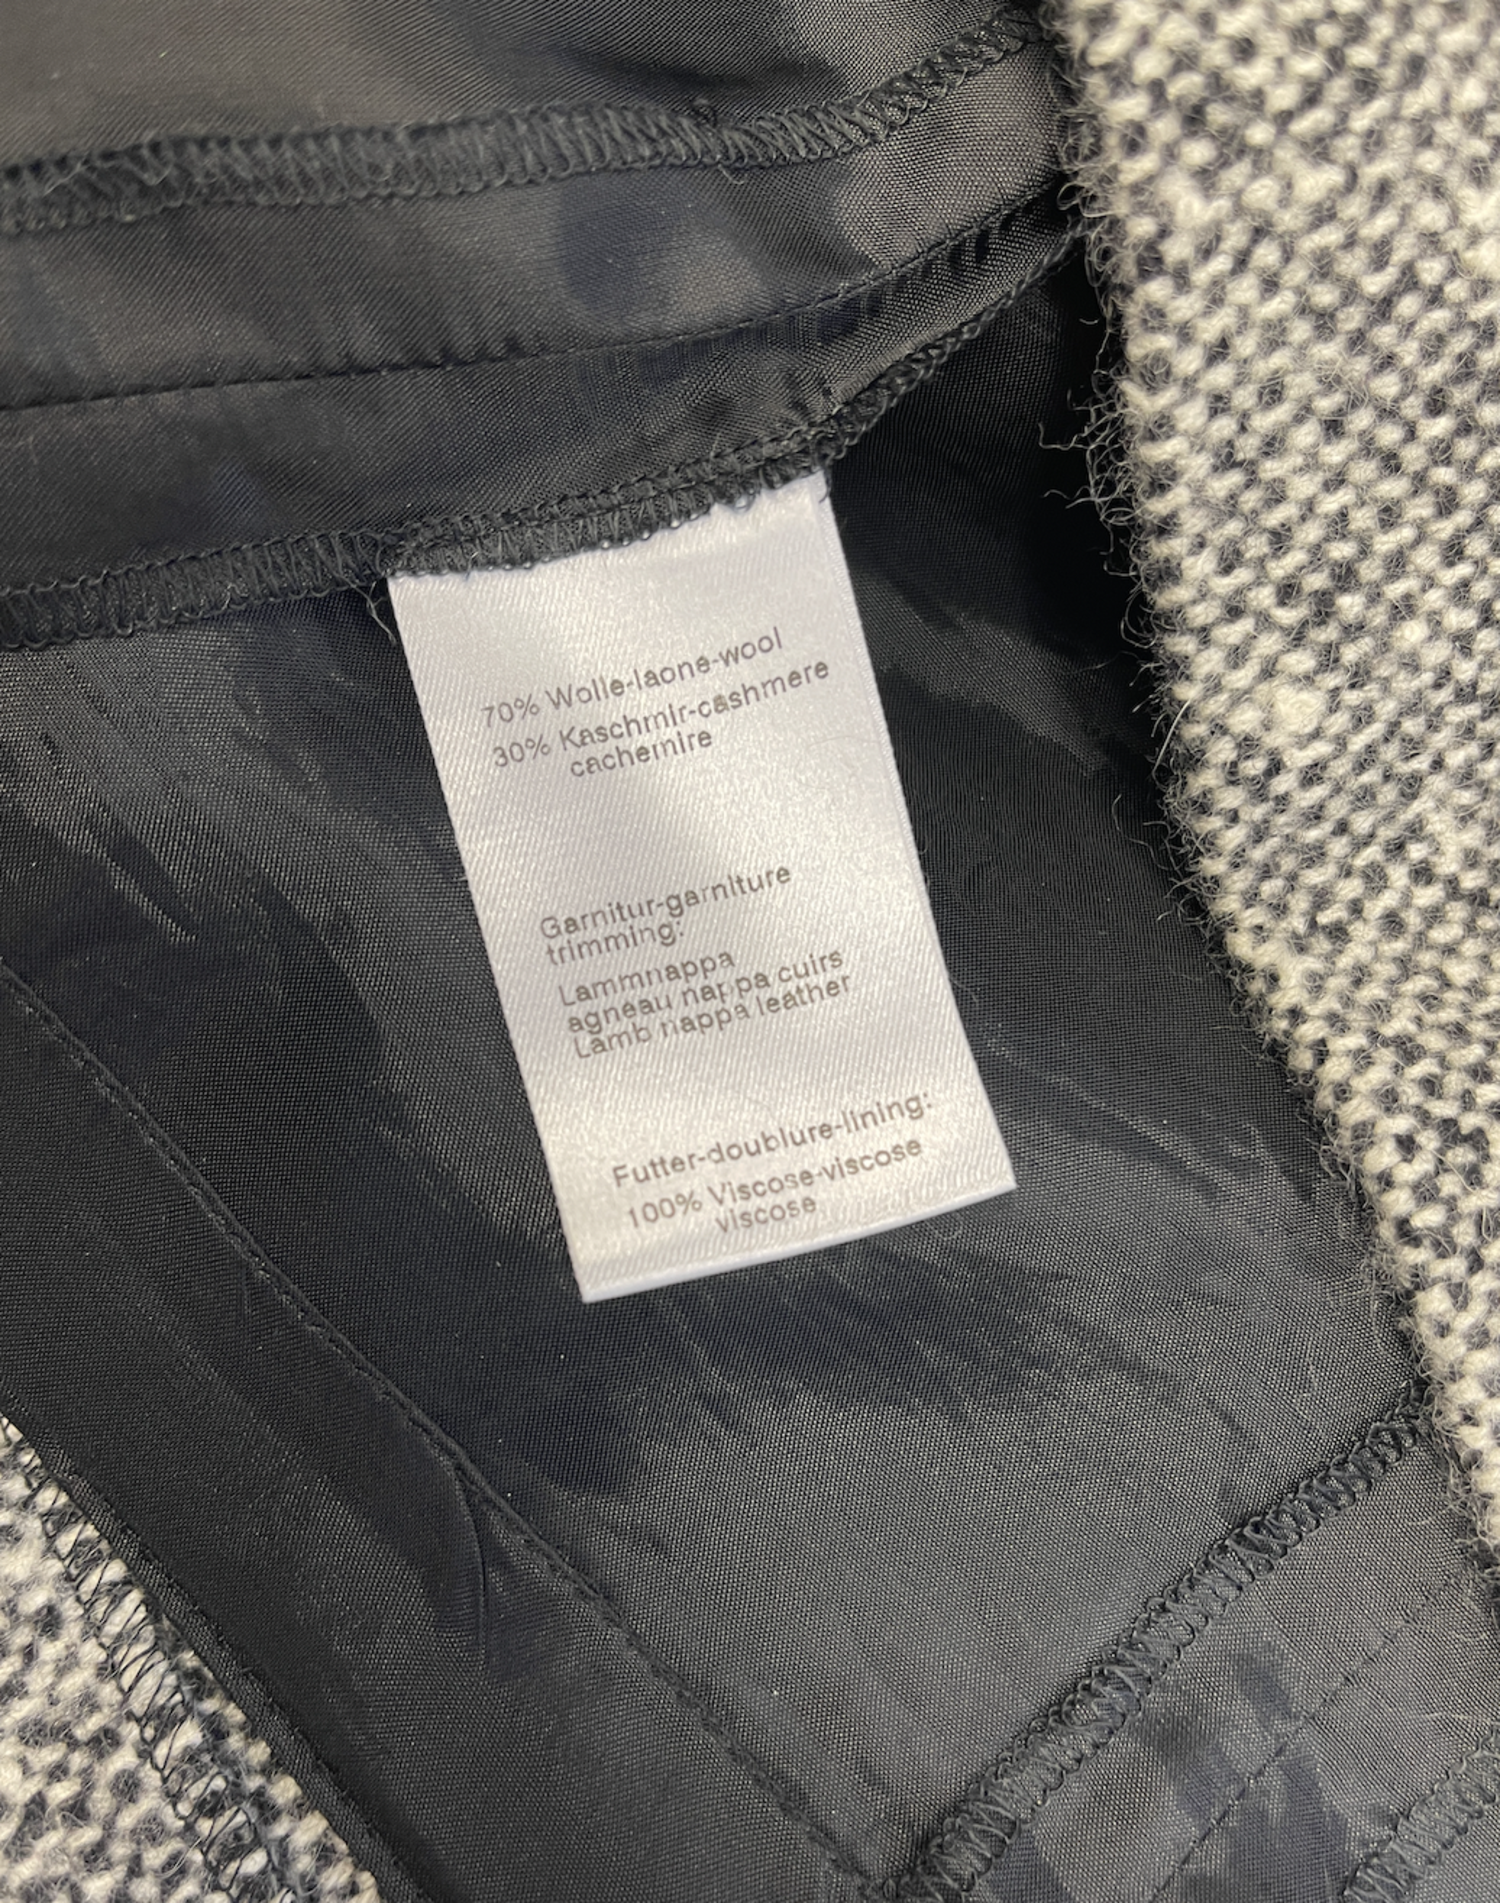 70% Wolle-laone-wool
30% Kaschmir-cashmere
cachemire
Garnitur-garniture
trimming:
Lammnappa
agneau nappa cuirs
Lamb nappa leather
Futter-doublure-lining:
100% Viscose-viscose
viscose